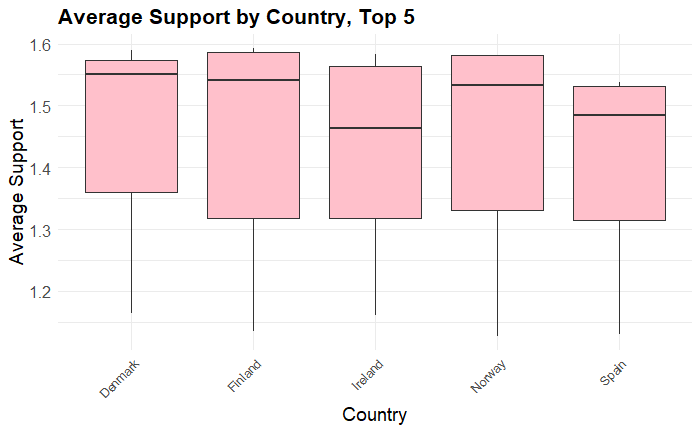 Average Support by Country, Top 5
Average Support
1.6
1.5
1.4
1.3
1.2
Denmark
Finland
Ireland
Norway
Spain
Country